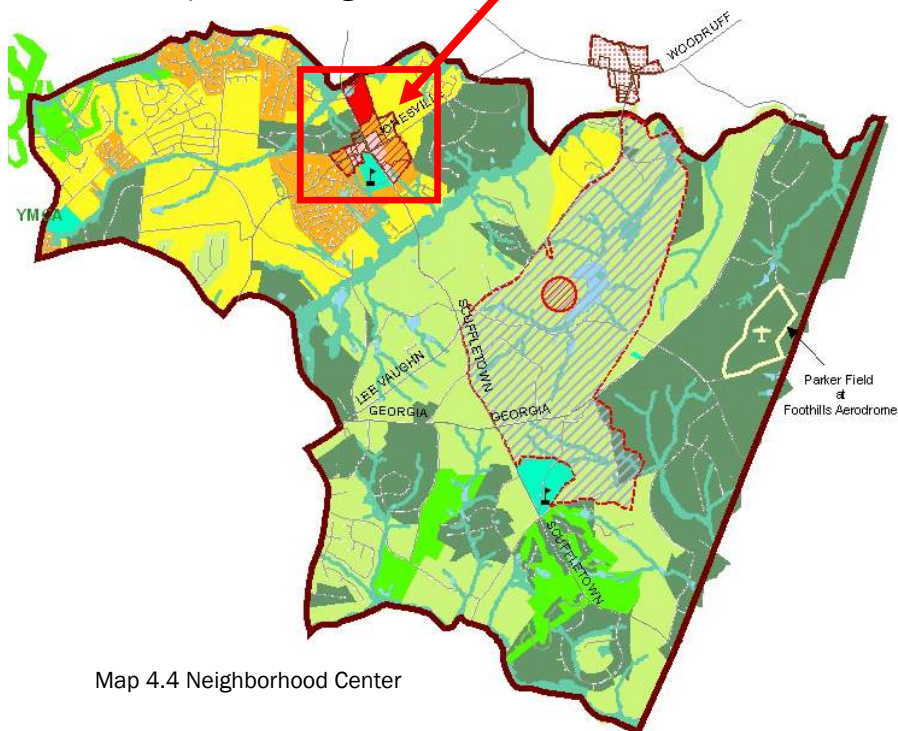 WOODRUFF
JONESVILLE
YMCA
SCUFFLETOWN
LEE VAUGHN
GEORGIA
GEORGIA
Parker Field
at
Foothills Aerodrome
SCUFFLETOWN
Map 4.4 Neighborhood Center